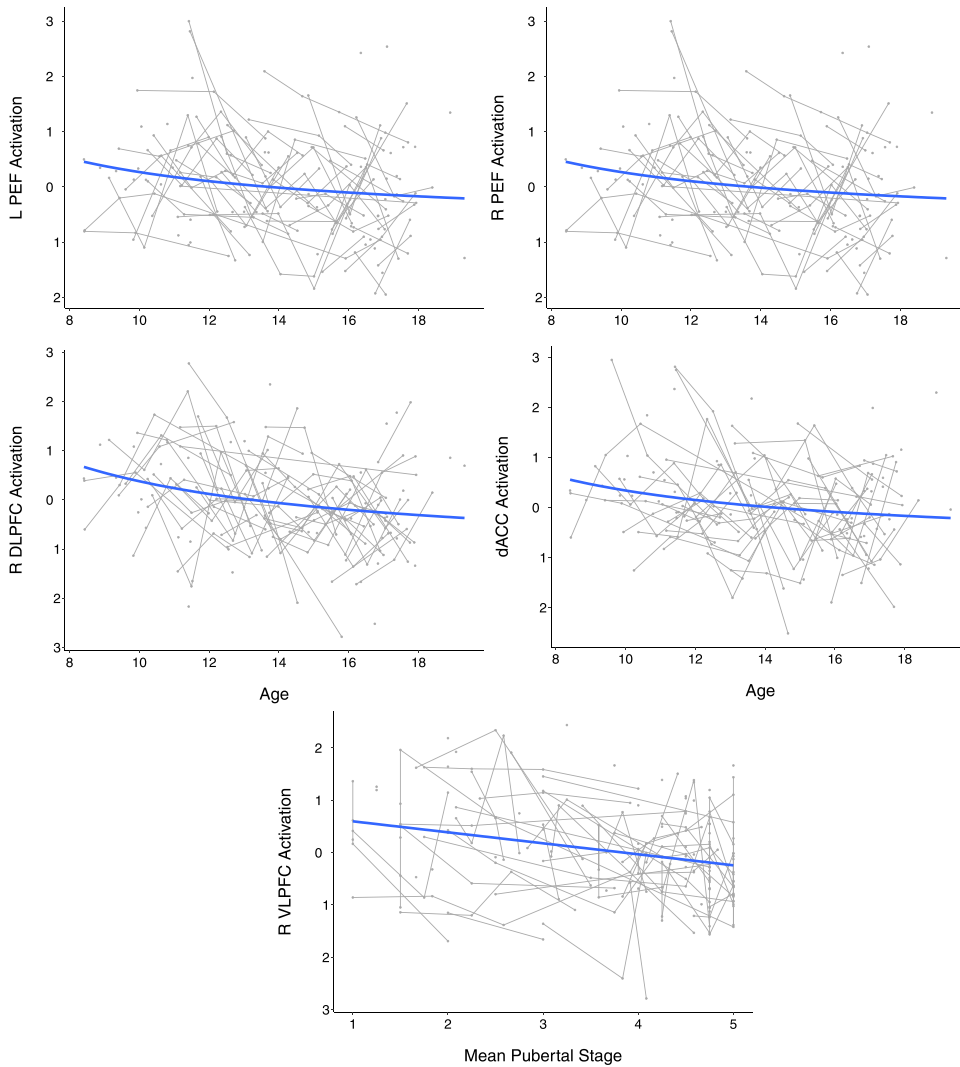 L PEF Activation
3
2
1
0
1
2
8 10 12 14 16 18
R PEF Activation
3
2
1
0
1
2
8 10 12 14 16 18
R DLPFC Activation
3
2
1
0
1
2
3
8 10 12 14 16 18
Age
dACC Activation
3
2
1
0
1
2
8 10 12 14 16 18
Age
R VLPFC Activation
2
1
0
1
2
3
1 2 3 4 5
Mean Pubertal Stage